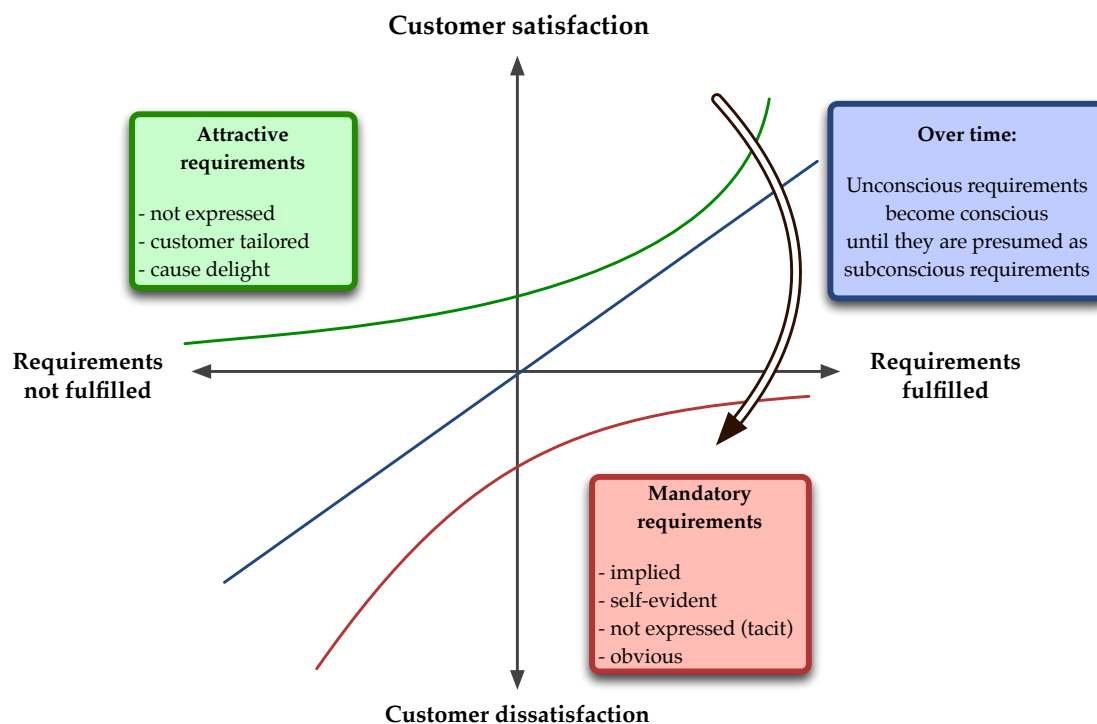 Customer satisfaction
Attractive
requirements
- not expressed
- customer tailored
- cause delight
Over time:
Unconscious requirements
become conscious
until they are presumed as
subconscious requirements
Requirements
not fulfilled
Requirements
fulfilled
Mandatory
requirements
- implied
- self-evident
- not expressed (tacit)
- obvious
Customer dissatisfaction